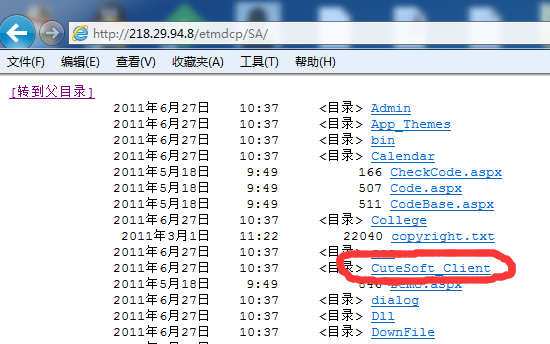 http://218.29.94.8/etmdcp/SA/
文件(F) 编辑(E) 查看(V) 收藏夹(A) 工具(T) 帮助(H)
[转到父目录]
2011年6月27日 10:37 <目录> Admin
2011年6月27日 10:37 <目录> App_Themes
2011年6月27日 10:37 <目录> bin
2011年6月27日 10:37 <目录> Calendar
2011年5月18日 9:49 166 CheckCode.aspx
2011年5月18日 9:49 507 Code.aspx
2011年5月18日 9:49 511 CodeBase.aspx
2011年6月27日 10:37 <目录> College
2011年3月1日 11:22 22040 copyright.txt
2011年6月27日 10:37 <目录>
2011年6月27日 10:37 <目录> CuteSoft_Client
2011年5月18日 9:49 846 Demo.aspx
2011年6月27日 10:37 <目录> dialog
2011年6月27日 10:37 <目录> Dll
2011年6月27日 10:37 <目录> DownFile